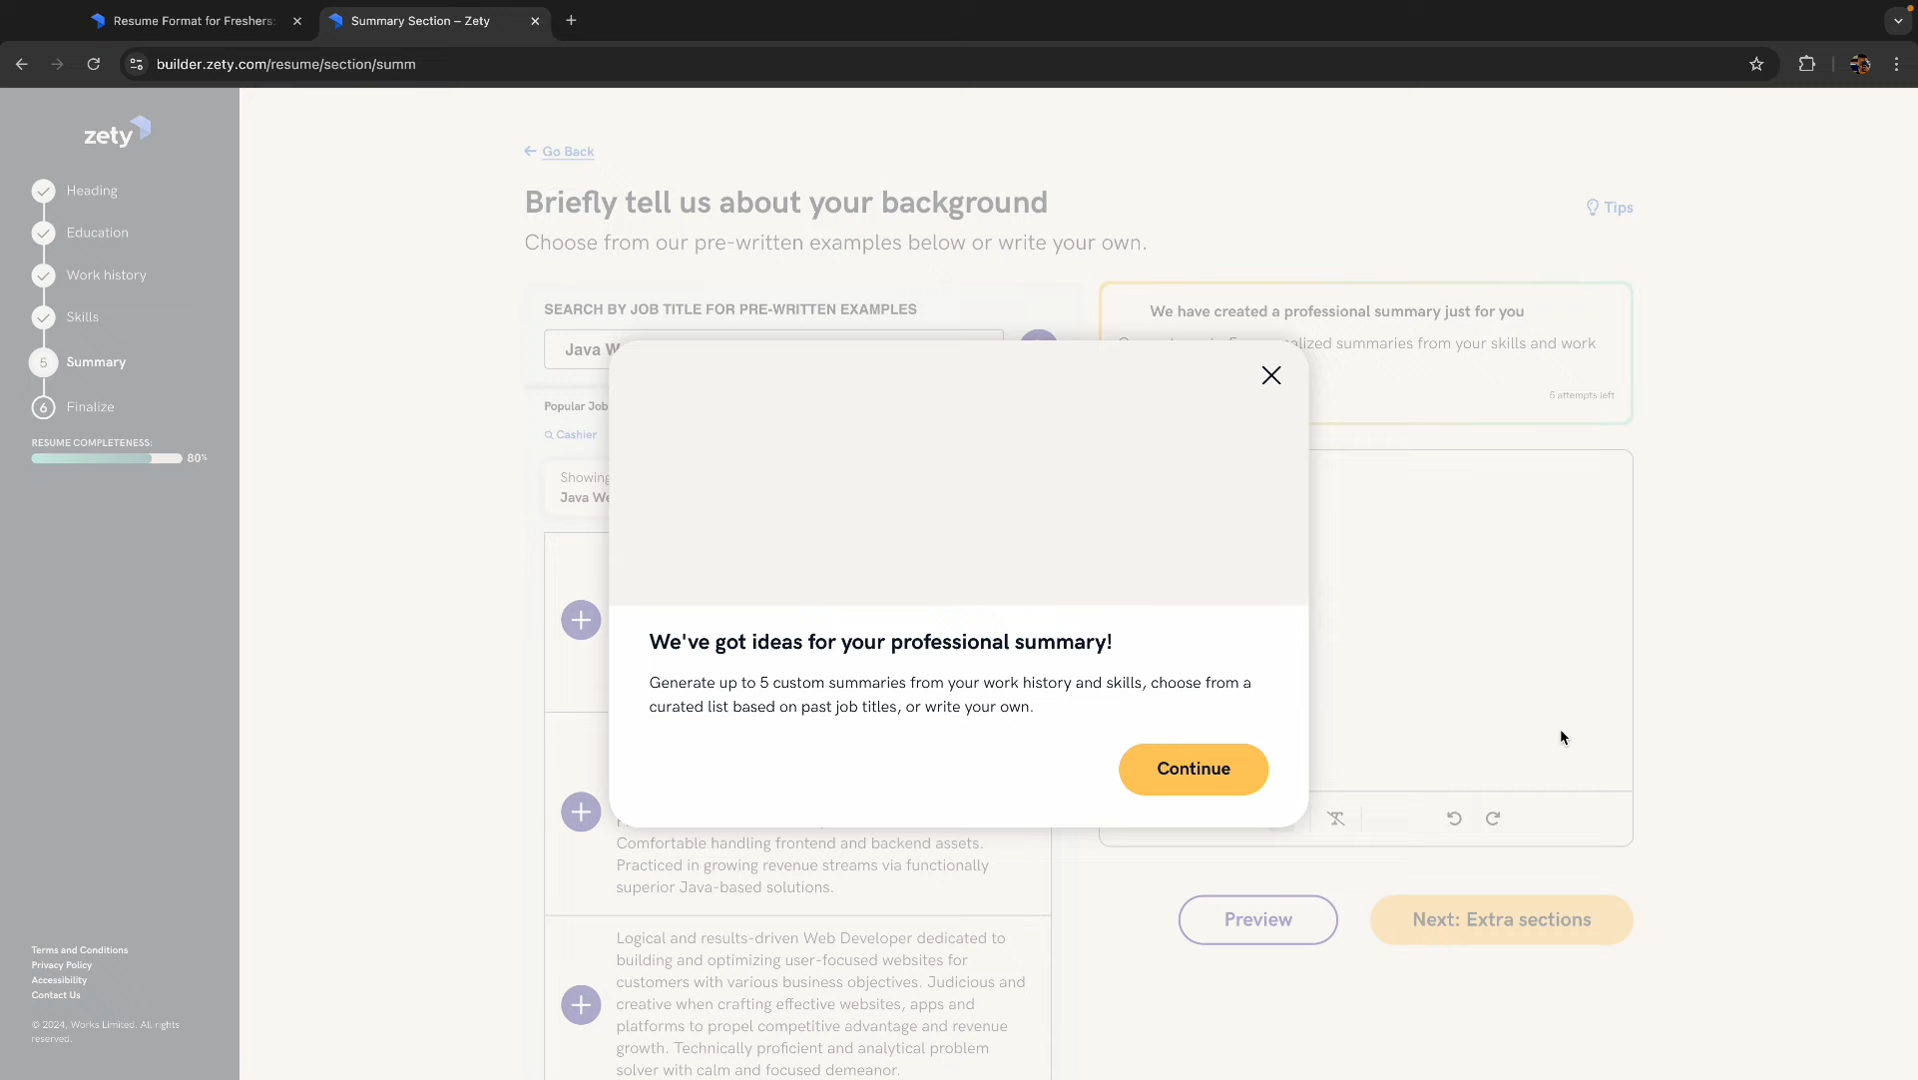 Resume Format for Freshers:
Summary Section – Zety
builder.zety.com/resume/section/summ
zety
Heading
Education
Work history
Skills
5 Summary
6 Finalize
RESUME COMPLETENESS:
80%
Terms and Conditions
Privacy Policy
Accessibility
Contact Us
© 2024, Works Limited. All rights
reserved.
Go Back
Briefly tell us about your background
Choose from our pre-written examples below or write your own.
Tips
SEARCH BY JOB TITLE FOR PRE-WRITTEN EXAMPLES
Java W
Popular Job
Cashier
Showing
Java We
We have created a professional summary just for you
summaries from your skills and work
5 attempts left
We've got ideas for your professional summary!
Generate up to 5 custom summaries from your work history and skills, choose from a
curated list based on past job titles, or write your own.
Continue
Comfortable handling frontend and backend assets.
Practiced in growing revenue streams via functionally
superior Java-based solutions.
Logical and results-driven Web Developer dedicated to
building and optimizing user-focused websites for
customers with various business objectives. Judicious and
creative when crafting effective websites, apps and
platforms to propel competitive advantage and revenue
growth. Technically proficient and analytical problem
solver with calm and focused demeanor.
Preview
Next: Extra sections